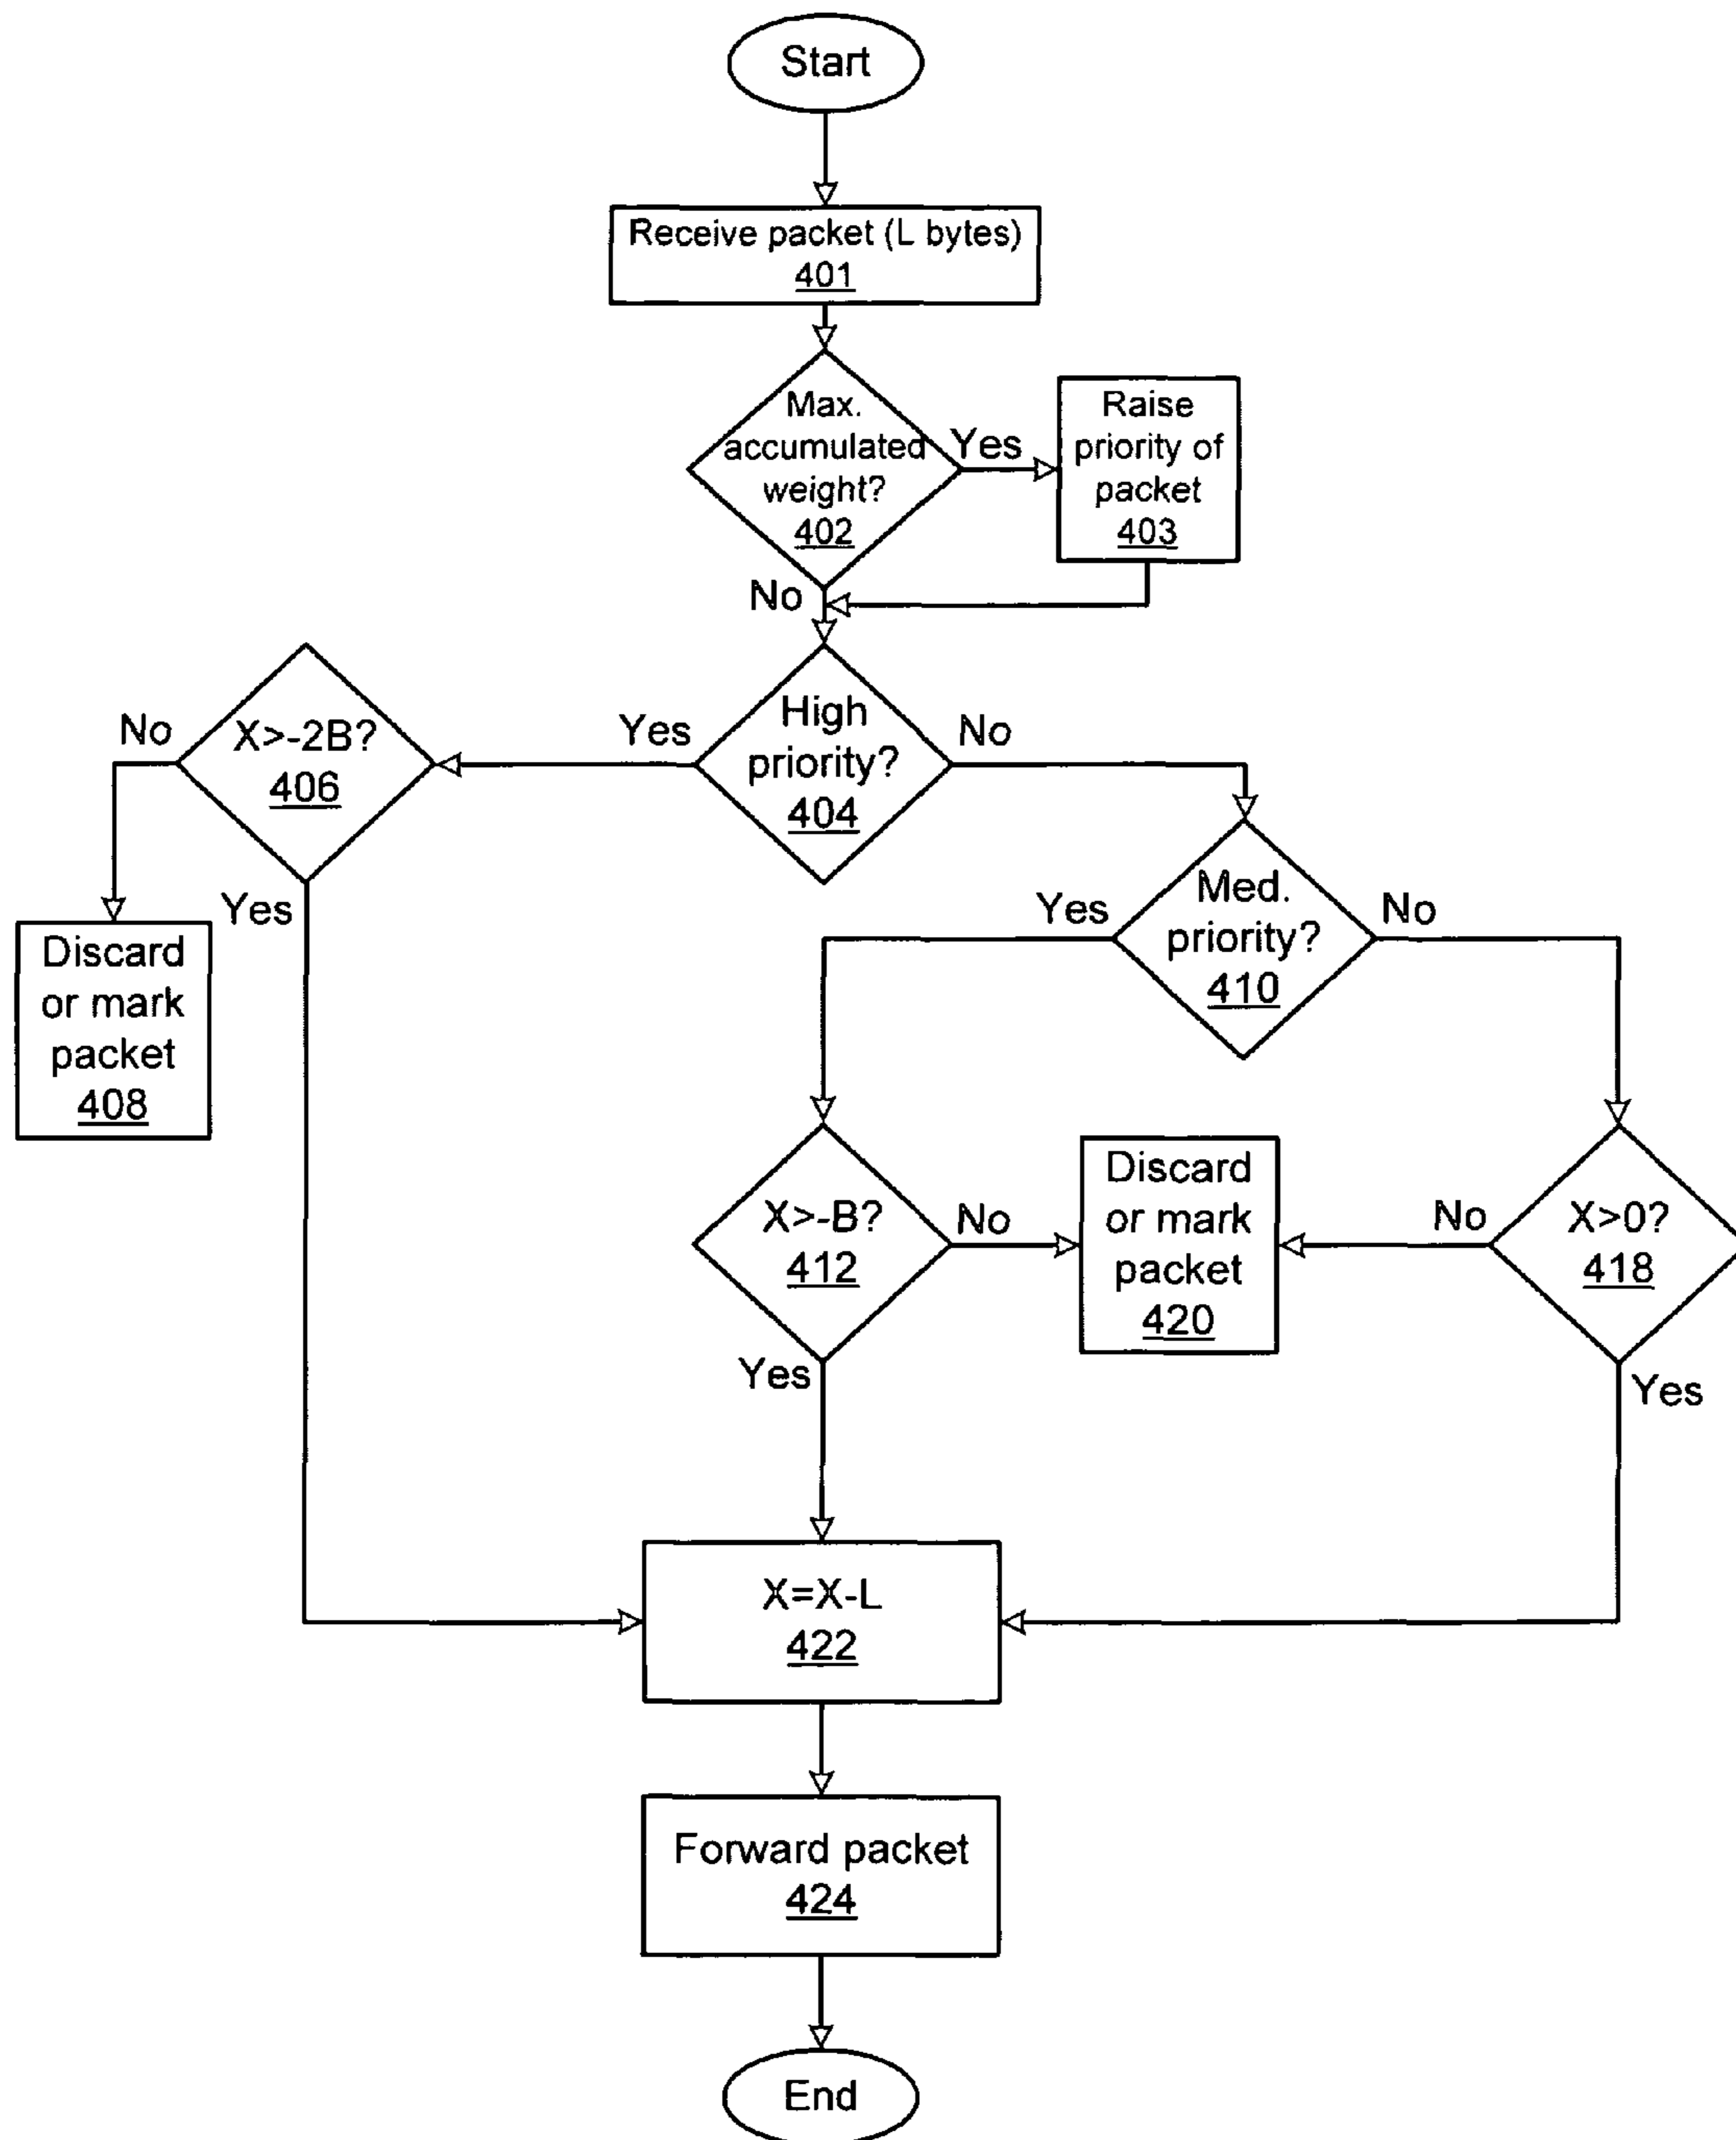 Start
Receive packet (L bytes)
401
Max.
accumulated
weight?
402
Yes
Raise
priority of
packet
403
No
High
priority?
404
Yes
No
X>-2B?
406
No
Yes
Discard
or mark
packet
408
Med.
priority?
410
Yes
No
X>-B?
412
No
Yes
Discard
or mark
packet
420
X>0?
418
No
Yes
X=X-L
422
Forward packet
424
End